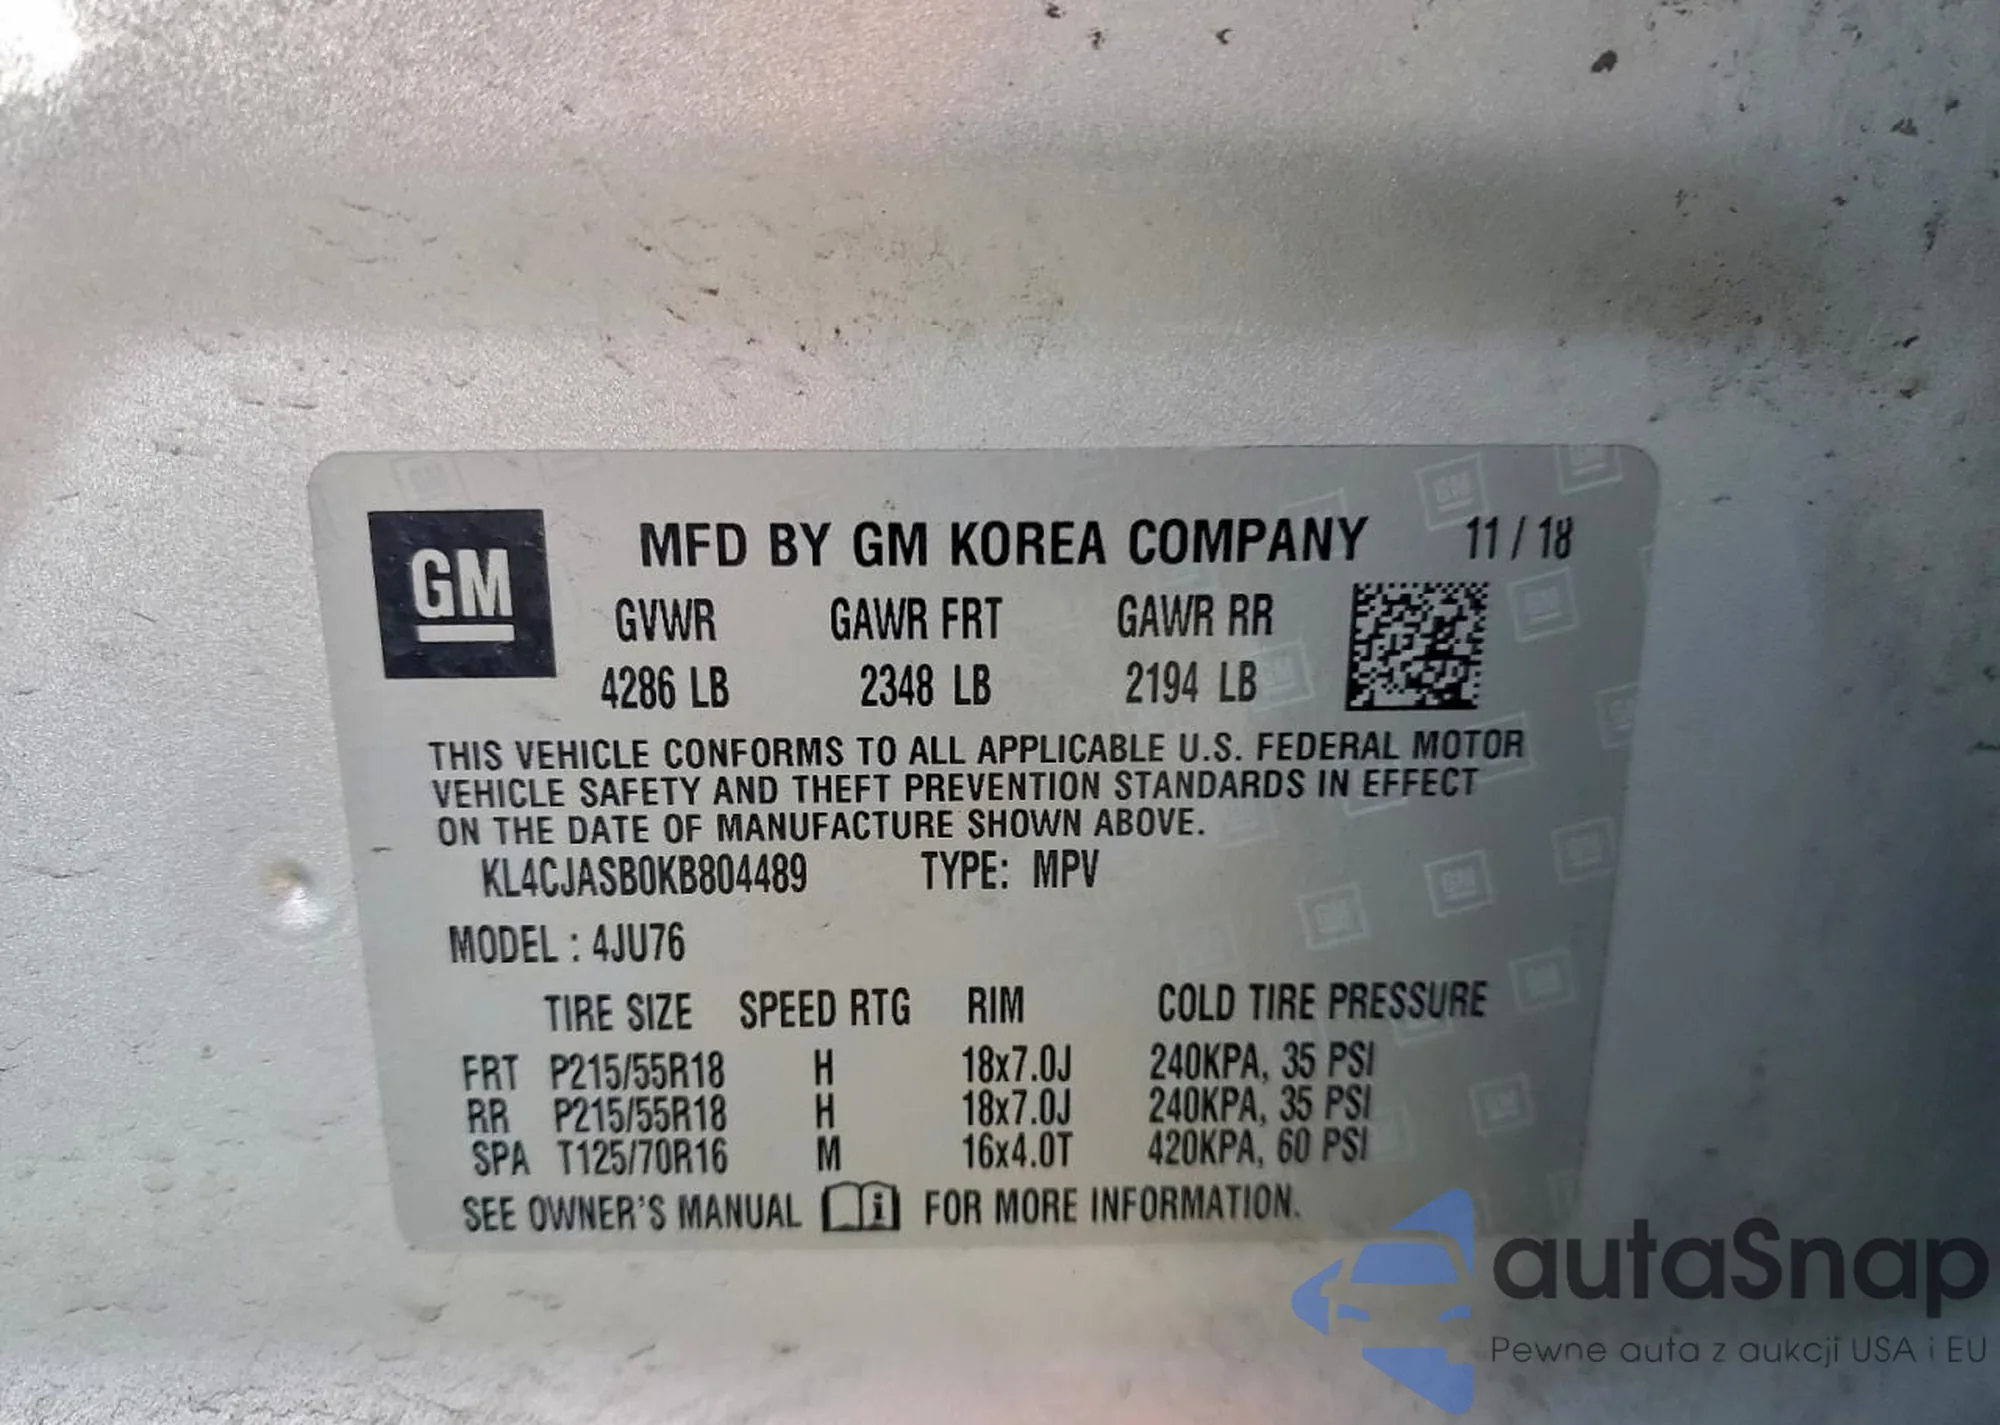 GM
MFD BY GM KOREA COMPANY 11 / 18
GVWR GAWR FRT GAWR RR
4286 LB 2348 LB 2194 LB
THIS VEHICLE CONFORMS TO ALL APPLICABLE U.S. FEDERAL MOTOR
VEHICLE SAFETY AND THEFT PREVENTION STANDARDS IN EFFECT
ON THE DATE OF MANUFACTURE SHOWN ABOVE.
KL4CJASB0KB804489 TYPE: MPV
MODEL : 4JU76
TIRE SIZE SPEED RTG RIM COLD TIRE PRESSURE
FRT P215/55R18 H 18x7.0J 240KPA, 35 PSI
RR P215/55R18 H 18x7.0J 240KPA, 35 PSI
SPA T125/70R16 M 16x4.0T 420KPA, 60 PSI
SEE OWNER'S MANUAL i FOR MORE INFORMATION.
autaSnap
Pewne auta z aukcji USA i EU